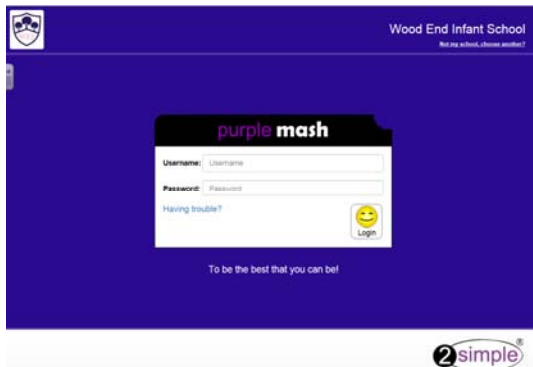 Wood End Infant School
Not my school, choose another?
purple mash
Username: Username
Password: Password
Having trouble?
Login
To be the best that you can be!
2simple®